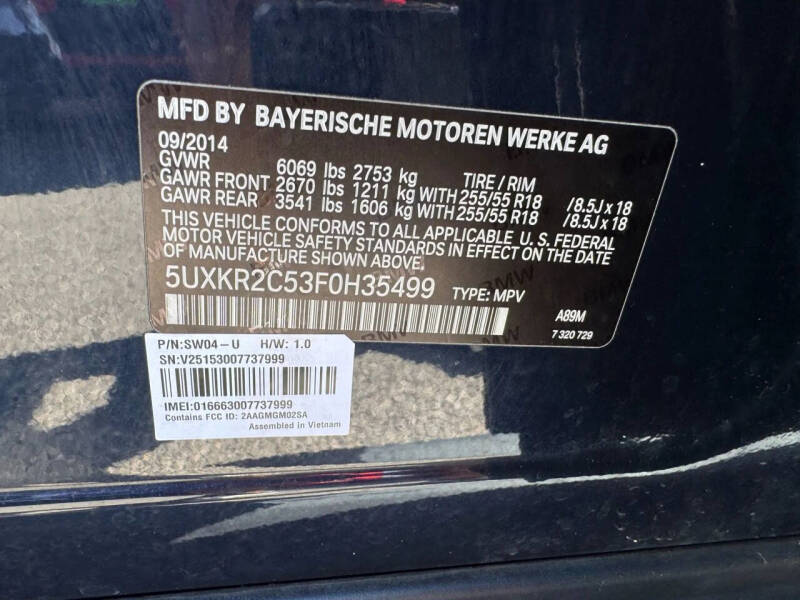 MFD BY BAYERISCHE MOTOREN WERKE AG
09/2014
GVWR 6069 lbs 2753 kg TIRE / RIM
GAWR FRONT 2670 lbs 1211 kg WITH 255/55 R18 /8.5J x 18
GAWR REAR 3541 lbs 1606 kg WITH 255/55 R18 /8.5J x 18
THIS VEHICLE CONFORMS TO ALL APPLICABLE, U. S. FEDERAL
MOTOR VEHICLE SAFETY STANDARDS IN EFFECT ON THE DATE
OF MANUFACTURE SHOWN ABOVE.
5UXKR2C53F0H35499 TYPE: MPV
A89M
7 320 729
P/N:SW04-U H/W: 1.0
SN:V25153007737999
IMEI:016663007737999
Contains FCC ID: 2AAGMGM02SA
Assembled in Vietnam